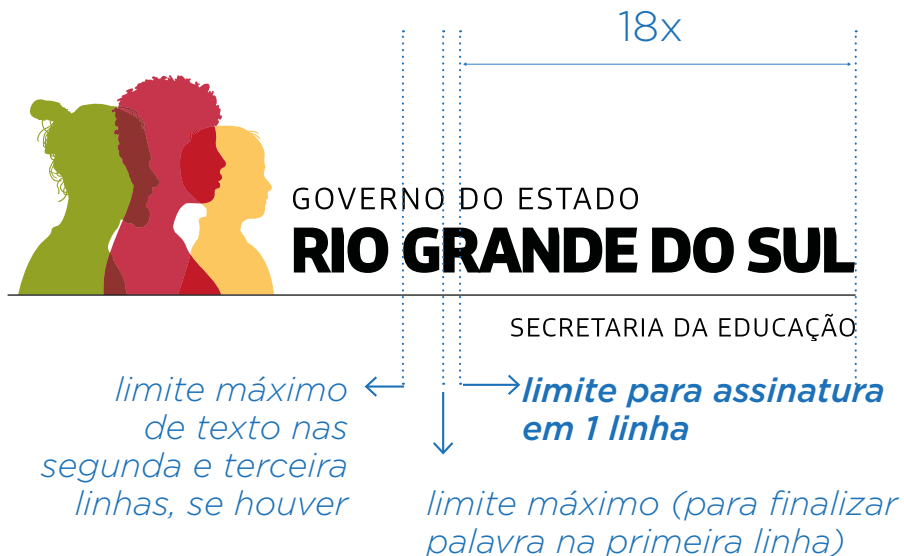 18x
GOVERNO DO ESTADO
RIO GRANDE DO SUL
SECRETARIA DA EDUCAÇÃO
limite máximo
de texto nas
segunda e terceira
linhas, se houver
limite para assinatura
em 1 linha
limite máximo (para finalizar
palavra na primeira linha)